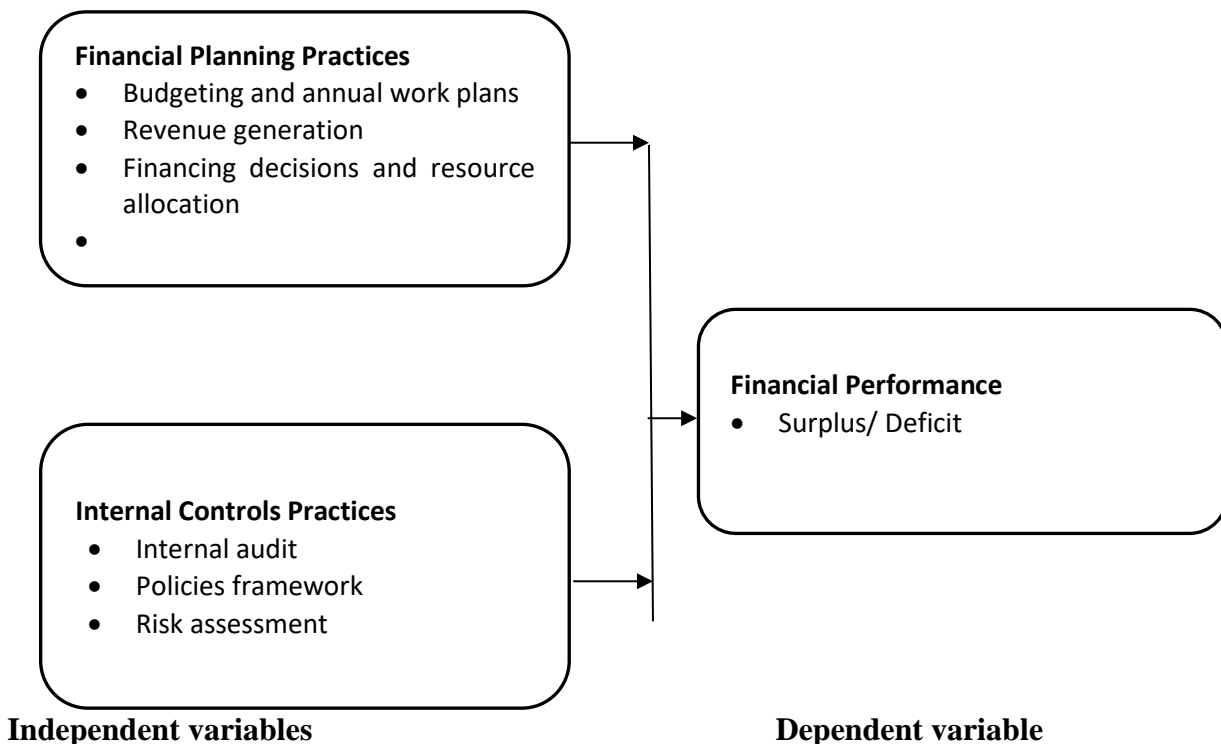 Financial Planning Practices
• Budgeting and annual work plans
• Revenue generation
• Financing decisions and resource
allocation
•
Financial Performance
• Surplus/ Deficit
Internal Controls Practices
• Internal audit
• Policies framework
• Risk assessment
Independent variables
Dependent variable